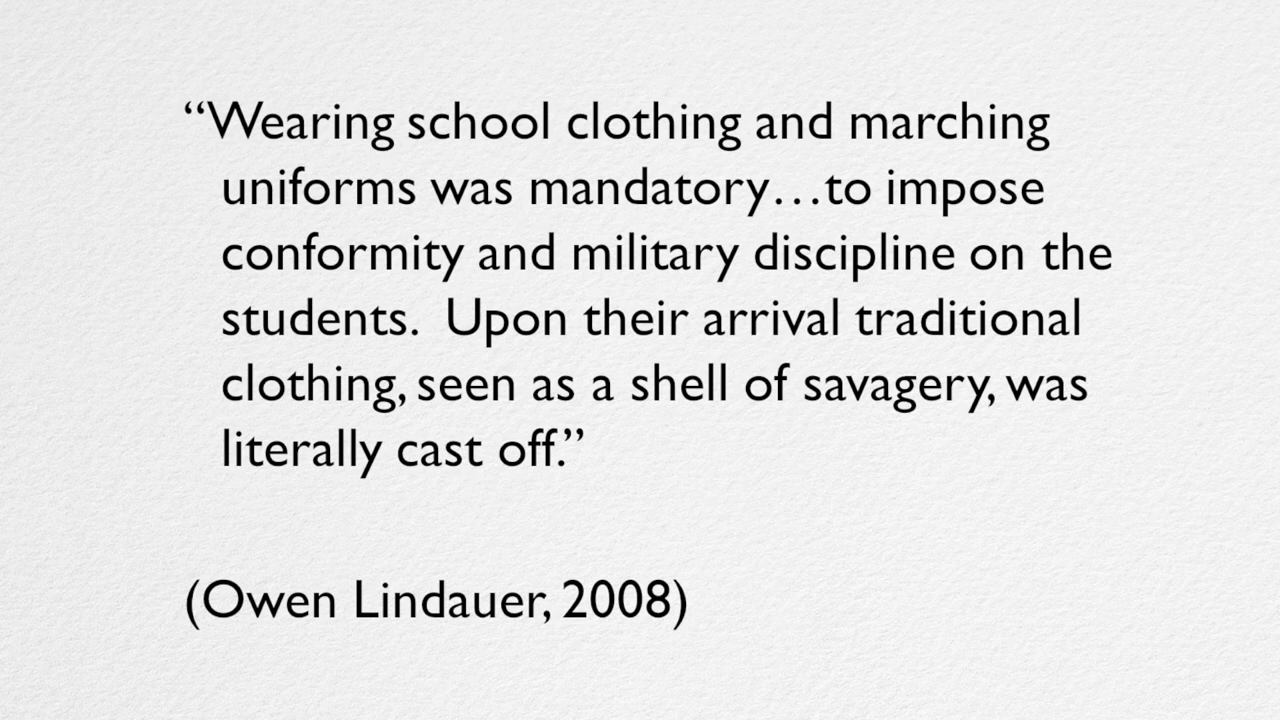 “Wearing school clothing and marching
uniforms was mandatory…to impose
conformity and military discipline on the
students.  Upon their arrival traditional
clothing, seen as a shell of savagery, was
literally cast off.”
(Owen Lindauer, 2008)